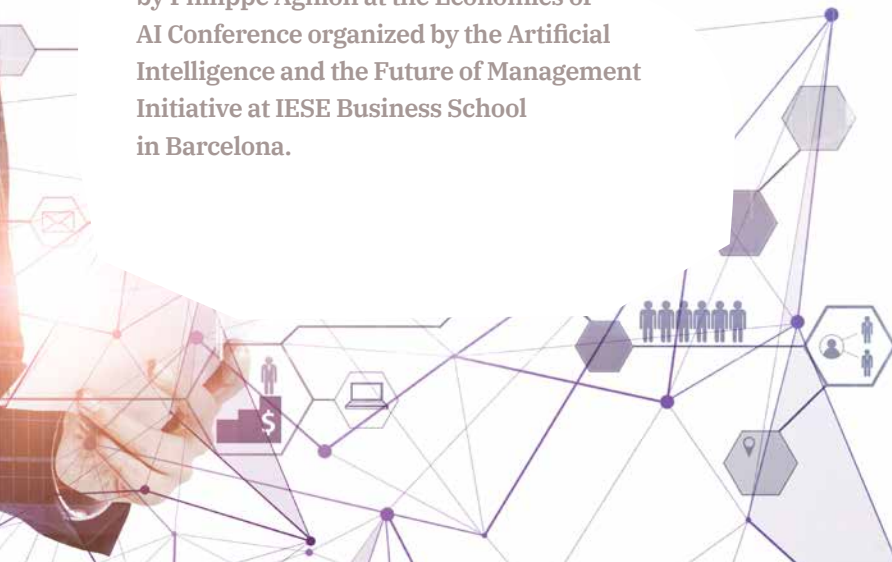 by Philippe Aghion at the Economics of
AI Conference organized by the Artificial
Intelligence and the Future of Management
Initiative at IESE Business School
in Barcelona.
$